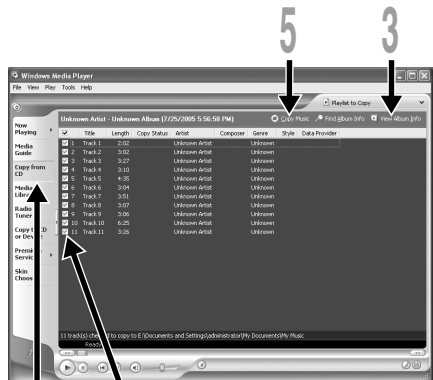 5
3
Windows Media Player
File View Play Tools Help
Playlist to Copy
Unknown Artist - Unknown Album (7/25/2005 5:56:58 PM)
Copy Music
Find Album Info
View Album Info
Now Playing
Media Guide
Copy from CD
Media
Radio Tuner
Copy to CD or Device
Skin
Title Length Copy Status Artist Composer Genre Style Data Provider
1 Track 1 2:02 Unknown Artist Unknown
2 Track 2 3:02 Unknown Artist Unknown
3 Track 3 3:27 Unknown Artist Unknown
4 Track 4 3:10 Unknown Artist Unknown
5 Track 5 4:35 Unknown Artist Unknown
6 Track 6 3:04 Unknown Artist Unknown
7 Track 7 3:51 Unknown Artist Unknown
8 Track 8 3:07 Unknown Artist Unknown
9 Track 9 3:06 Unknown Artist Unknown
10 Track 10 6:25 Unknown Artist Unknown
11 Track 11 3:26 Unknown Artist Unknown
11 track(s) to copy to E:\Documents and Settings\administrator\My Documents\My Music
Ready